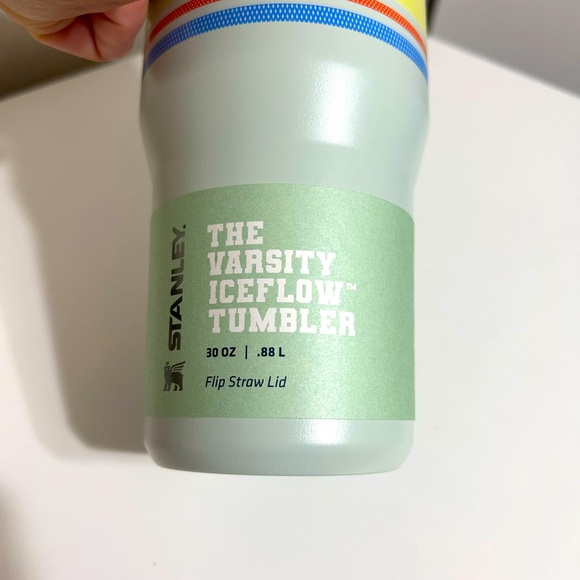 STANLEY.
THE
VARSITY
ICEFLOW™
TUMBLER
30 OZ | .88 L
Flip Straw Lid